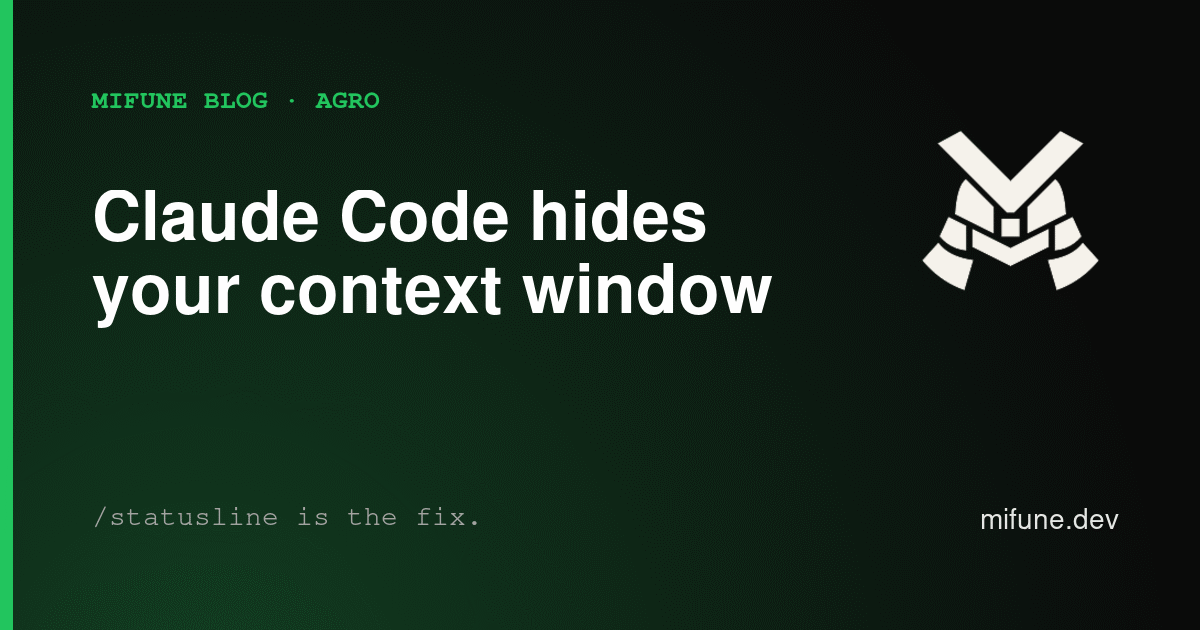 MIFUNE BLOG · AGRO
Claude Code hides
your context window
/statusline is the fix.
mifune.dev